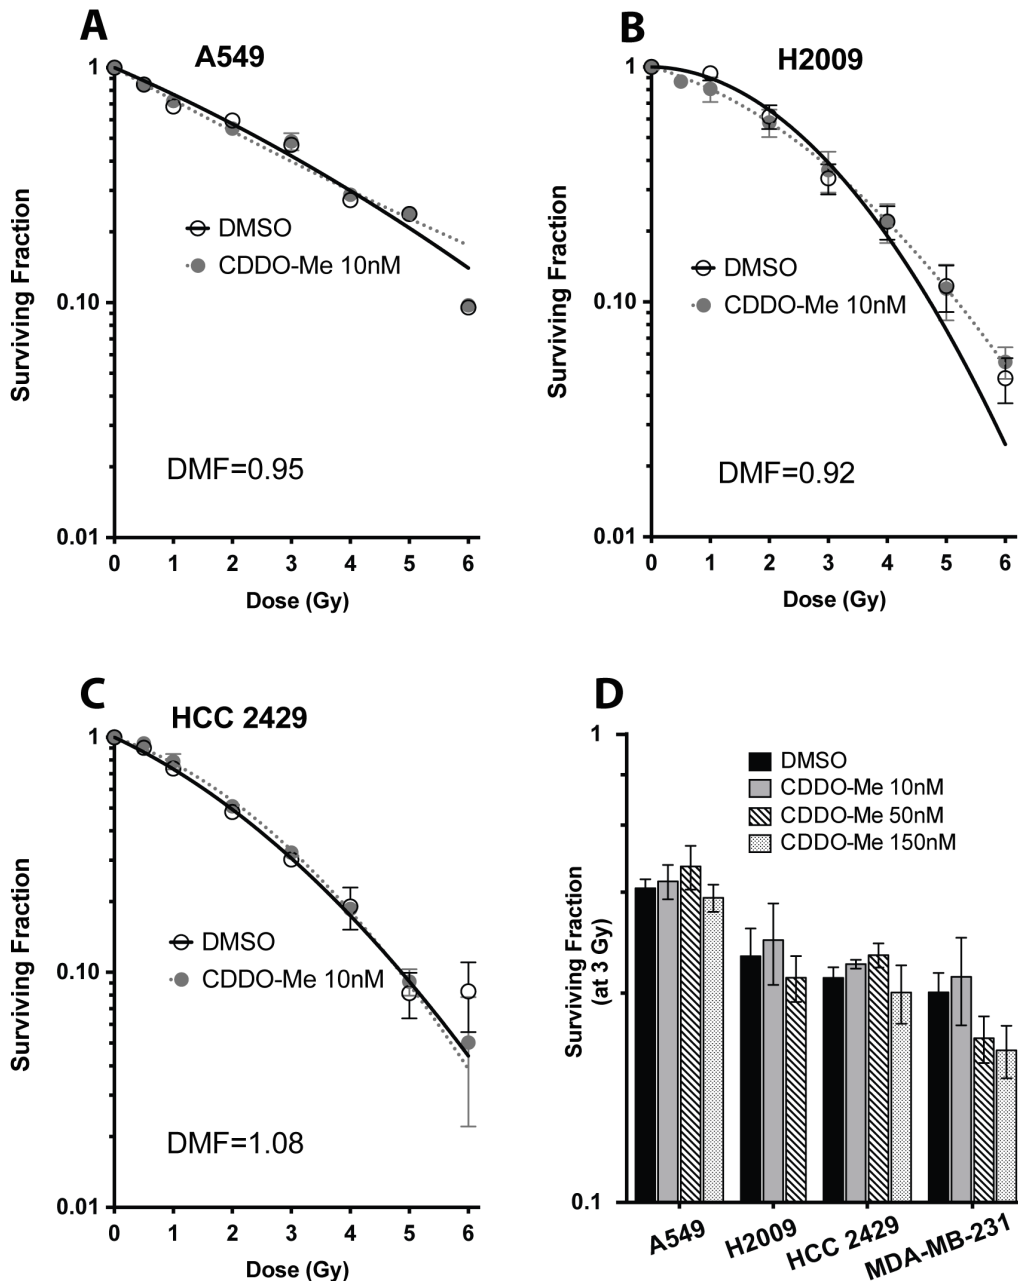 A
A549
1
0.10
0.01
Surviving Fraction
DMSO
CDDO-Me 10nM
DMF=0.95
0 1 2 3 4 5 6
Dose (Gy)
B
H2009
1
0.10
0.01
Surviving Fraction
DMSO
CDDO-Me 10nM
DMF=0.92
0 1 2 3 4 5 6
Dose (Gy)
C
HCC 2429
1
0.10
0.01
Surviving Fraction
DMSO
CDDO-Me 10nM
DMF=1.08
0 1 2 3 4 5 6
Dose (Gy)
D
1
0.1
Surviving Fraction
(at 3 Gy)
DMSO
CDDO-Me 10nM
CDDO-Me 50nM
CDDO-Me 150nM
A549
H2009
HCC 2429
MDA-MB-231